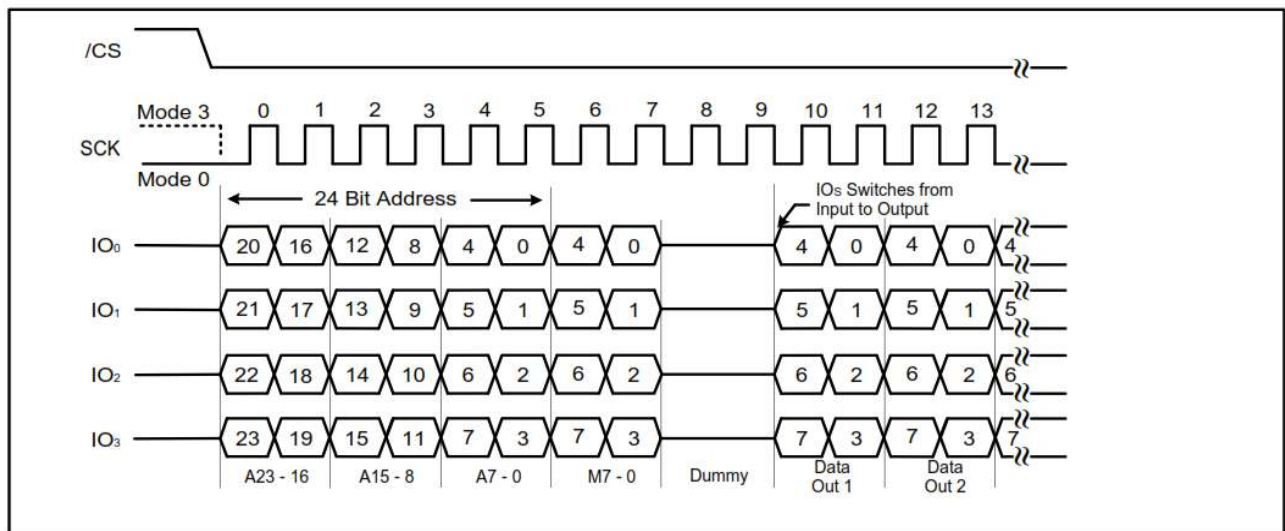 /CS
Mode 3 0 1 2 3 4 5 6 7 8 9 10 11 12 13
SCK
Mode 0
24 Bit Address
IOs Switches from
Input to Output
IO₀ 20 16 12 8 4 0 4 0 4 0 4 0 4
IO₁ 21 17 13 9 5 1 5 1 5 1 5 1 5
IO₂ 22 18 14 10 6 2 6 2 6 2 6 2 6
IO₃ 23 19 15 11 7 3 7 3 7 3 7 3 7
A23 - 16 A15 - 8 A7 - 0 M7 - 0 Dummy Data Out 1 Data Out 2